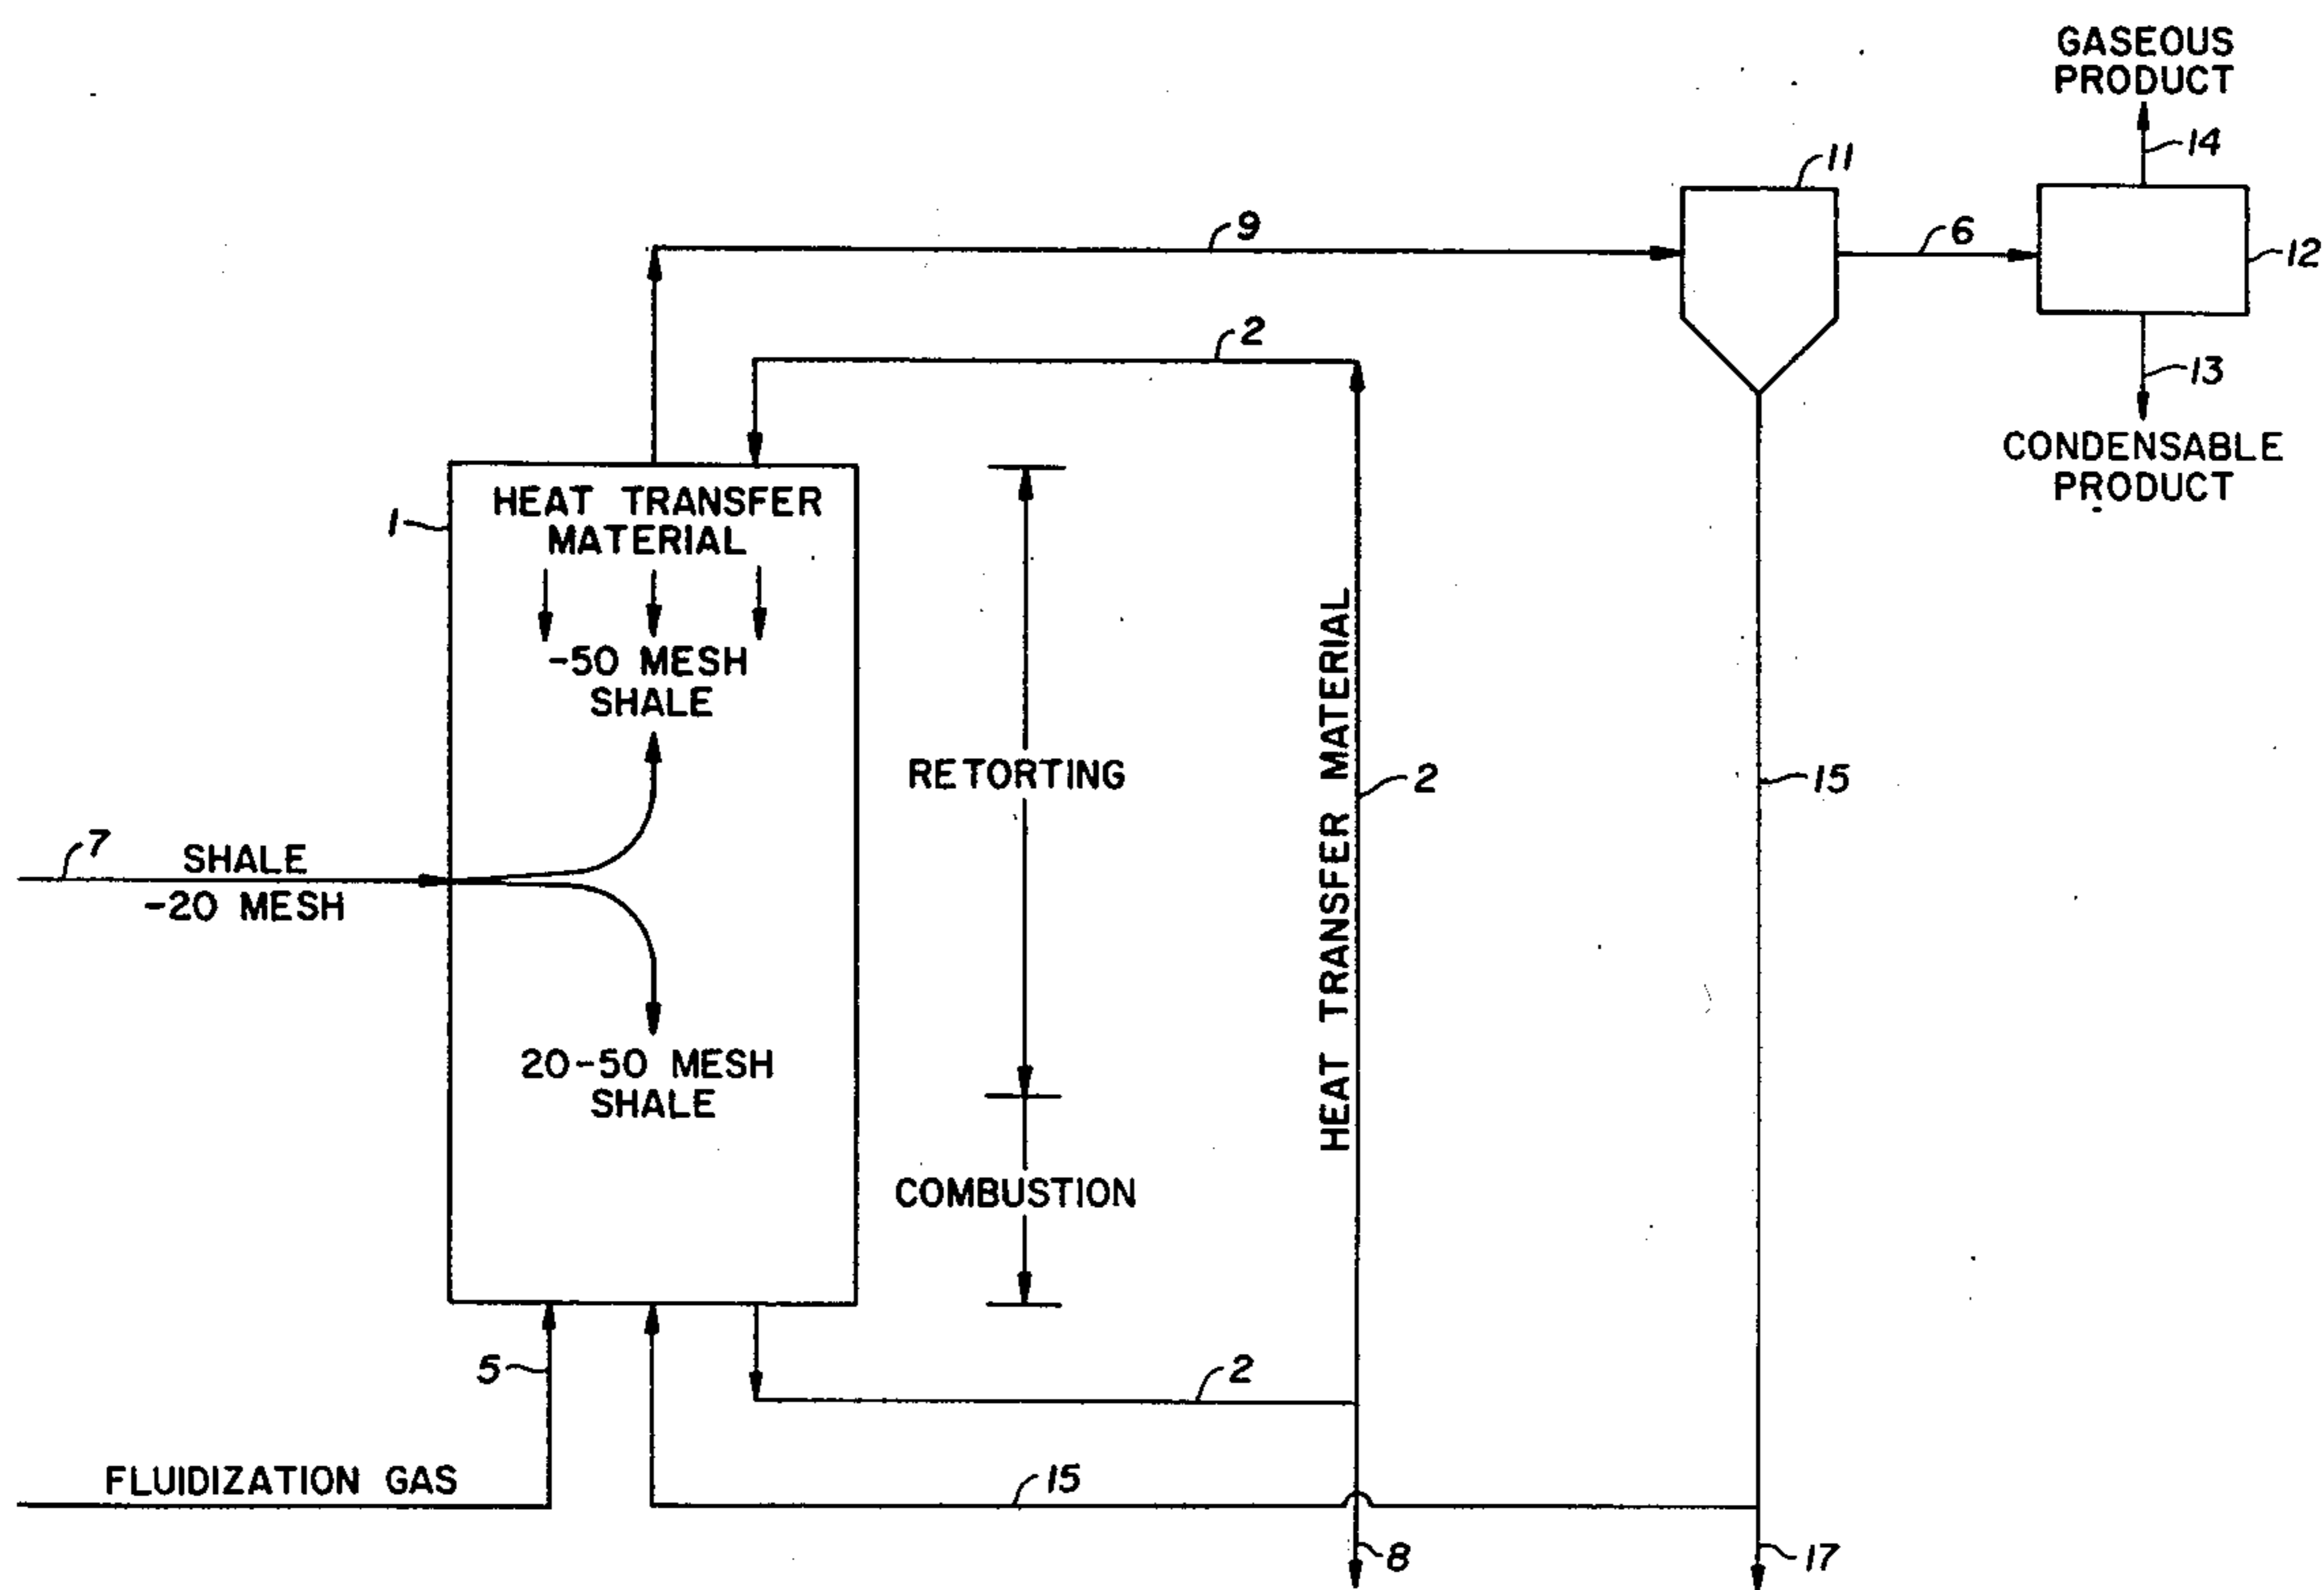 GASEOUS
PRODUCT
14
11
9
6
12
2
13
CONDENSABLE
PRODUCT
1
HEAT TRANSFER
MATERIAL
-50 MESH
SHALE
RETORTING
HEAT TRANSFER MATERIAL
2
15
7
SHALE
-20 MESH
20-50 MESH
SHALE
COMBUSTION
5
2
FLUIDIZATION GAS
15
8
17